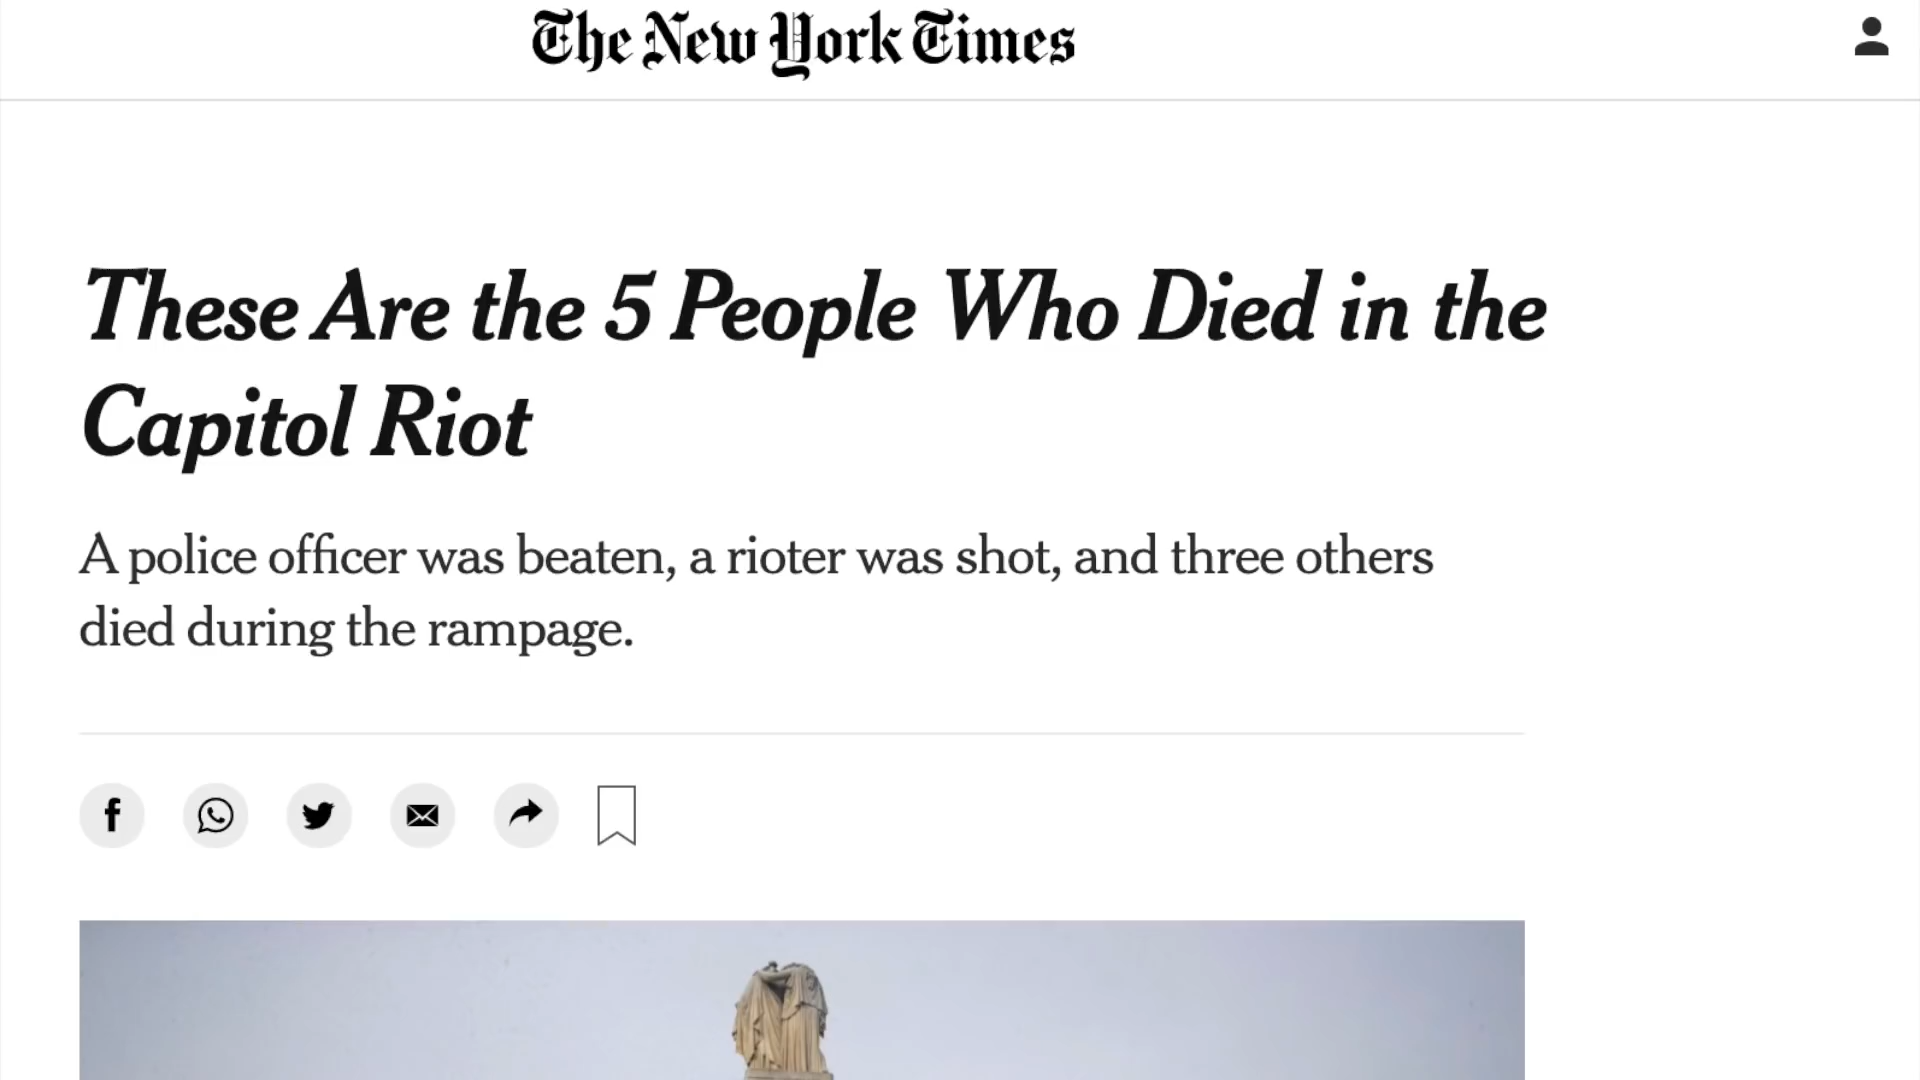 The New York Times
These Are the 5 People Who Died in the
Capitol Riot
A police officer was beaten, a rioter was shot, and three others
died during the rampage.